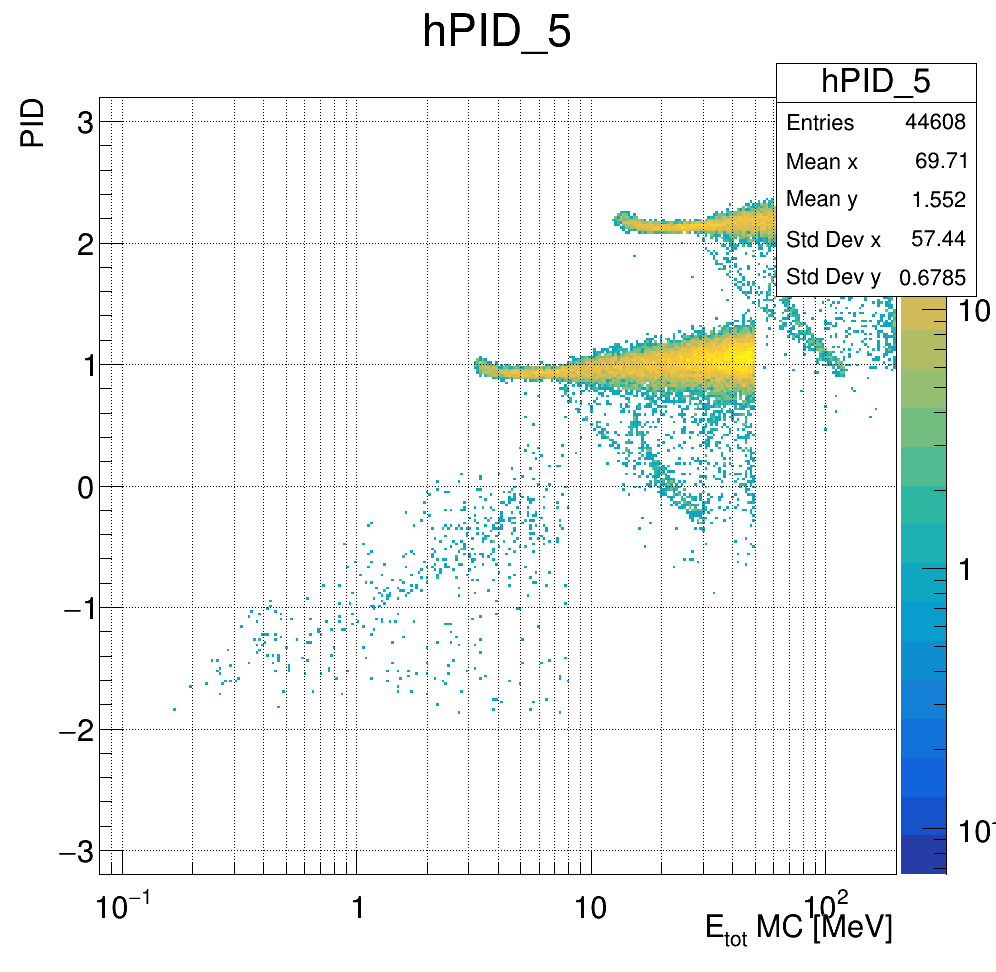 hPID_5
hPID_5
Entries 44608
Mean x 69.71
Mean y 1.552
Std Dev x 57.44
Std Dev y 0.6785
PID
3
2
1
0
−1
−2
−3
10
1
10⁻
10⁻¹ 1 10 10²
E_tot MC [MeV]